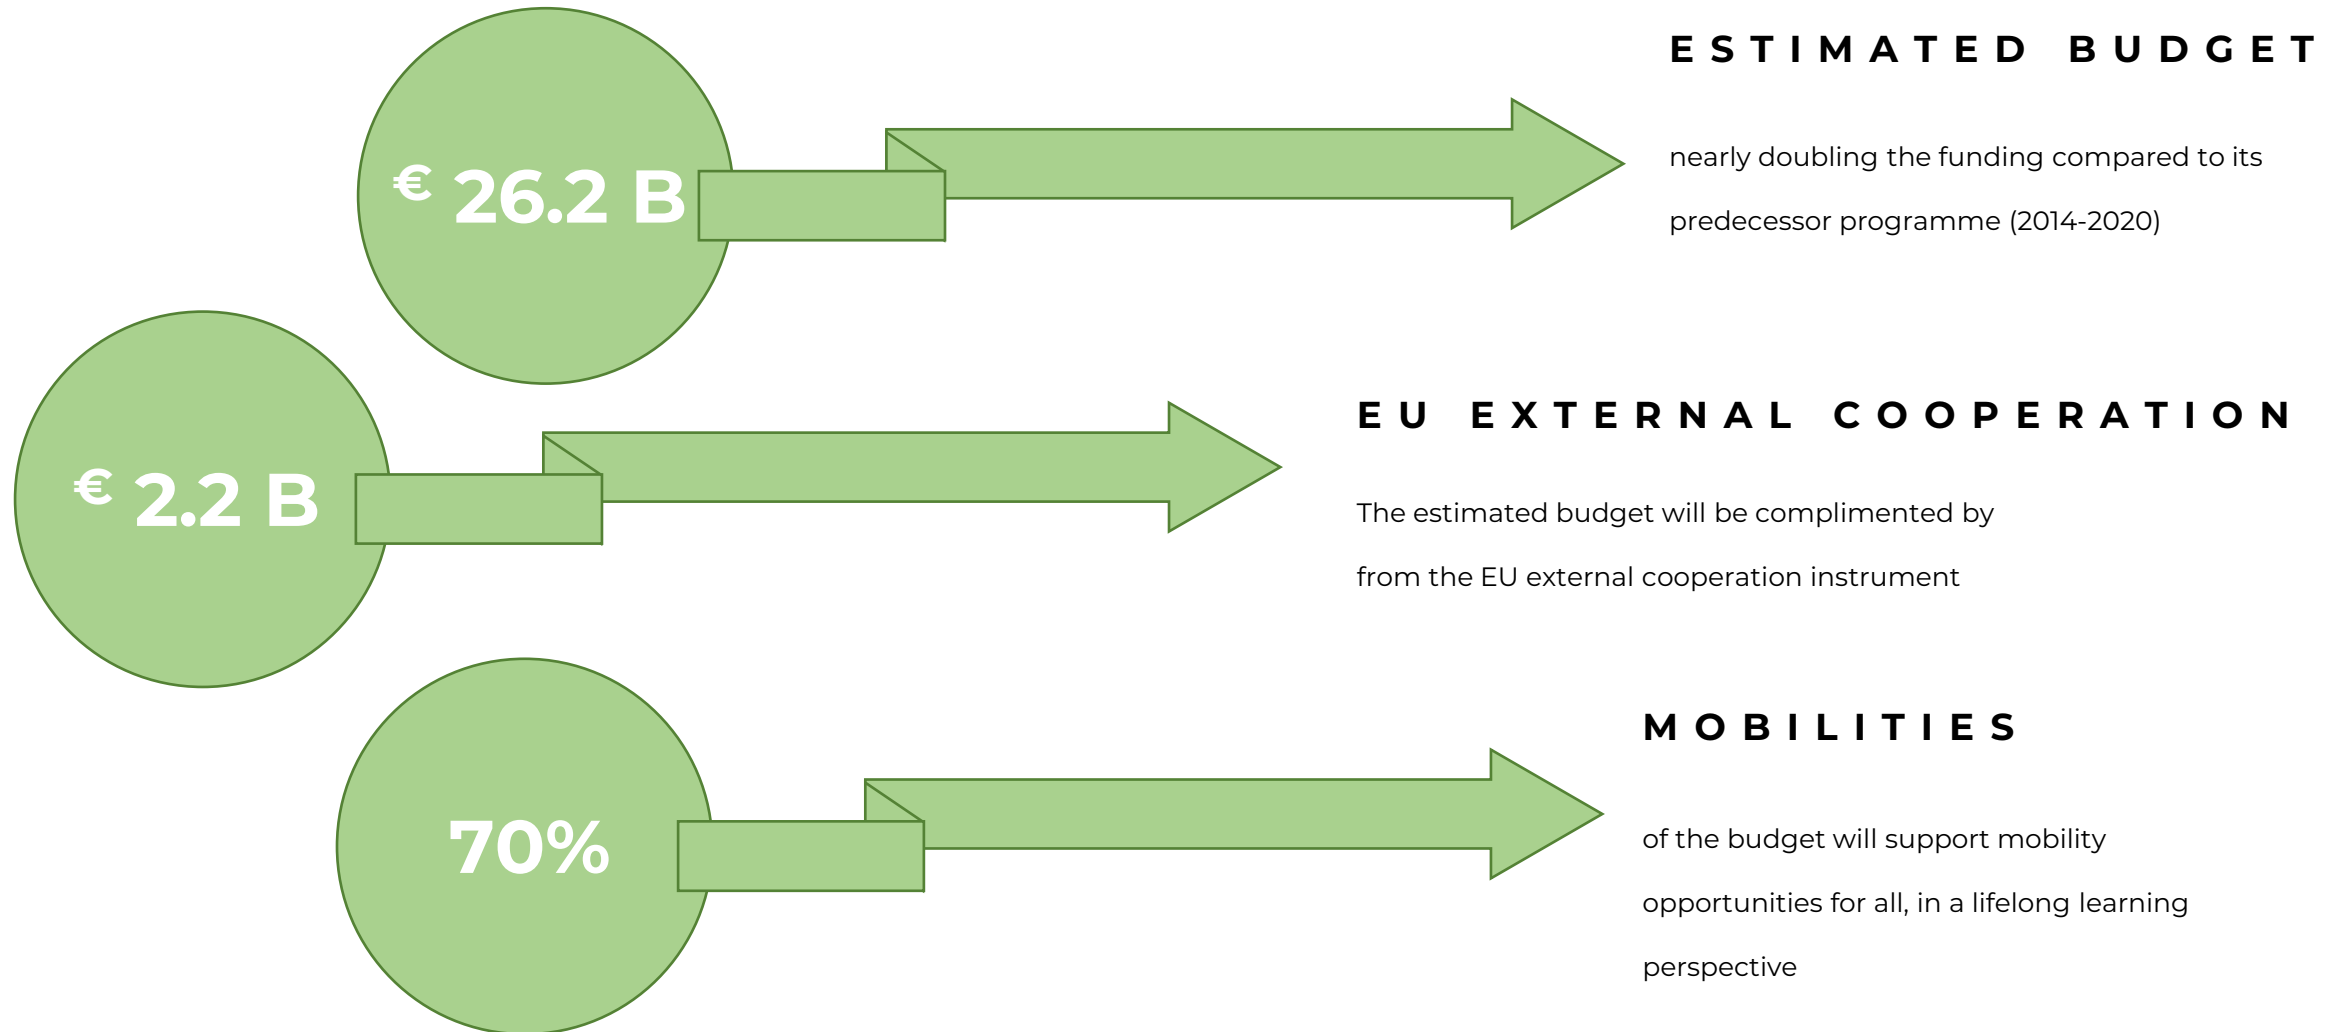 ESTIMATED BUDGET
€ 26.2 B
nearly doubling the funding compared to its
predecessor programme (2014-2020)
EU EXTERNAL COOPERATION
€ 2.2 B
The estimated budget will be complimented by
from the EU external cooperation instrument
MOBILITIES
70%
of the budget will support mobility
opportunities for all, in a lifelong learning
perspective